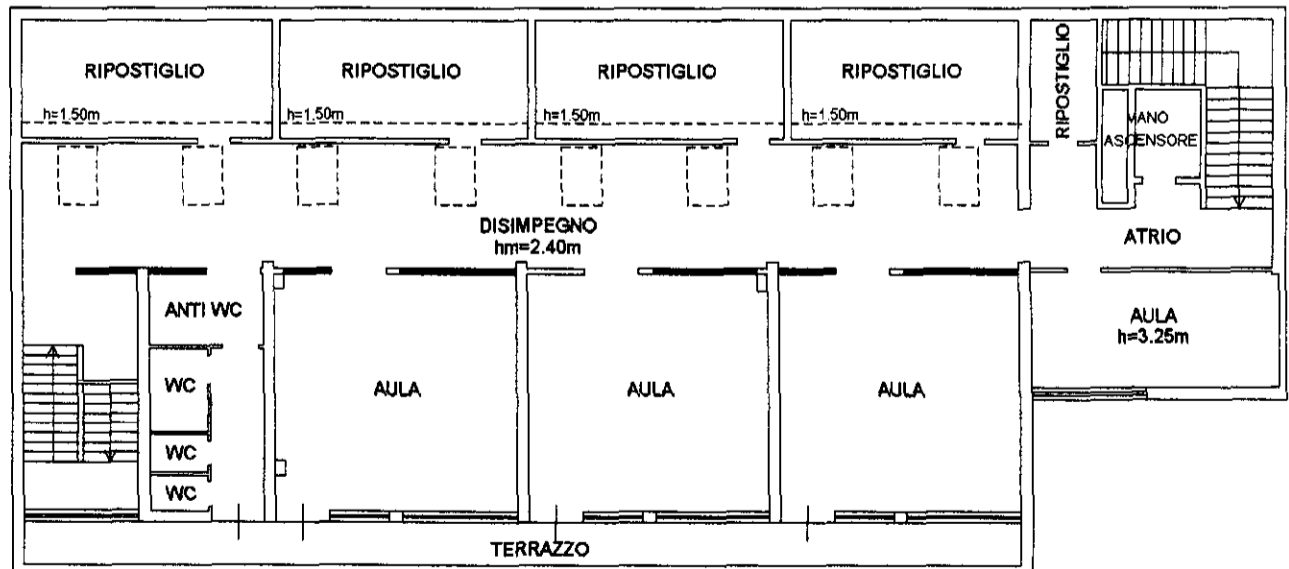 RIPOSTIGLIO
RIPOSTIGLIO
RIPOSTIGLIO
RIPOSTIGLIO
RIPOSTIGLIO
h=1.50m
h=1.50m
h=1.50m
h=1.50m
VANO
ASCENSORE
DISIMPEGNO
hm=2.40m
ATRIO
ANTI WC
AULA
h=3.25m
WC
AULA
AULA
AULA
WC
WC
TERRAZZO